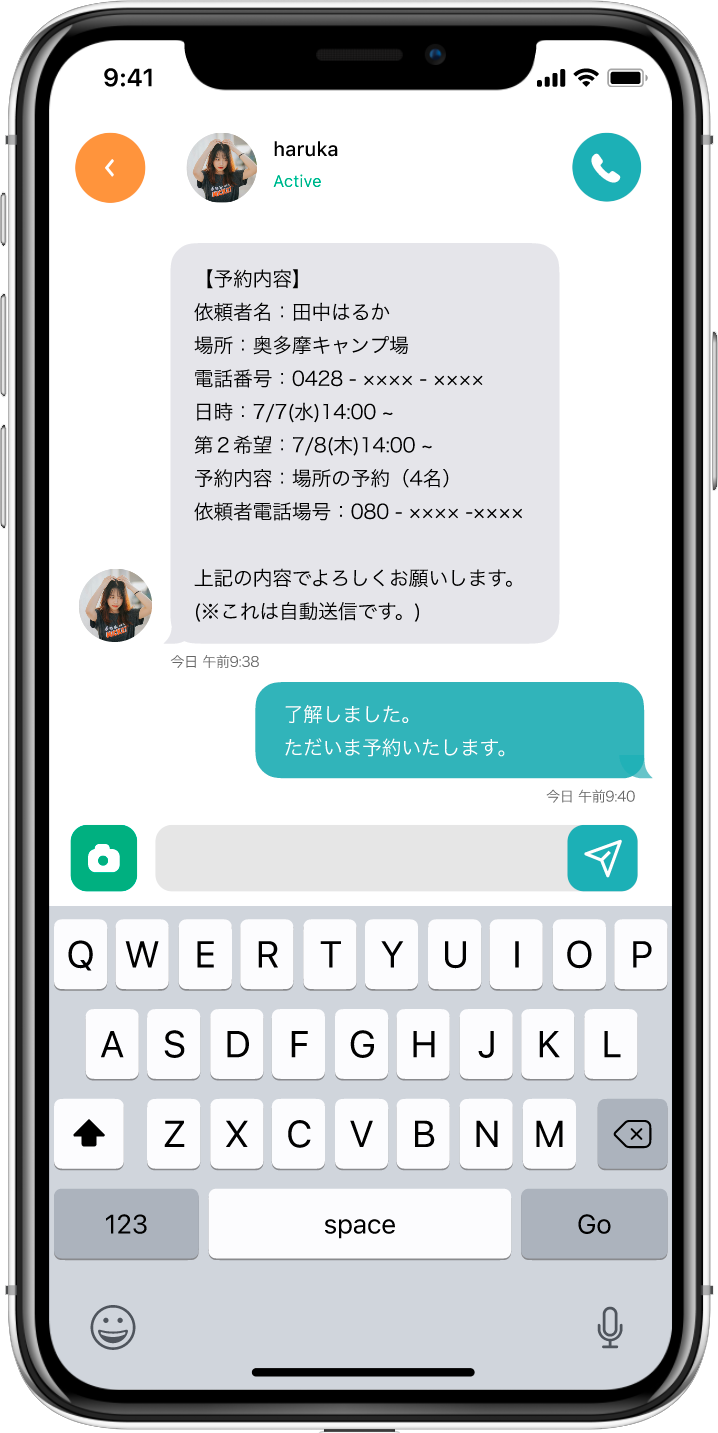 9:41
haruka
Active
【予約内容】
依頼者名：田中はるか
場所：奥多摩キャンプ場
電話番号：0428 - ×××× - ××××
日時：7/7(水)14:00 ~
第２希望：7/8(木)14:00 ~
予約内容：場所の予約（4名）
依頼者電話場号：080 - ×××× -××××
上記の内容でよろしくお願いします。
(※これは自動送信です。)
今日 午前9:38
了解しました。
ただいま予約いたします。
今日 午前9:40
Q W E R T Y U I O P
A S D F G H J K L
Z X C V B N M
123 space Go